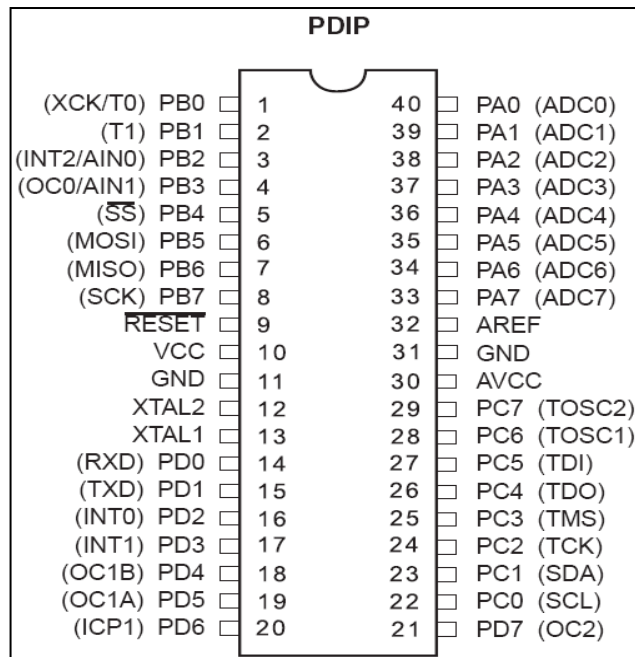 PDIP
(XCK/T0) PB0 1 40 PA0 (ADC0)
(T1) PB1 2 39 PA1 (ADC1)
(INT2/AIN0) PB2 3 38 PA2 (ADC2)
(OC0/AIN1) PB3 4 37 PA3 (ADC3)
(SS) PB4 5 36 PA4 (ADC4)
(MOSI) PB5 6 35 PA5 (ADC5)
(MISO) PB6 7 34 PA6 (ADC6)
(SCK) PB7 8 33 PA7 (ADC7)
RESET 9 32 AREF
VCC 10 31 GND
GND 11 30 AVCC
XTAL2 12 29 PC7 (TOSC2)
XTAL1 13 28 PC6 (TOSC1)
(RXD) PD0 14 27 PC5 (TDI)
(TXD) PD1 15 26 PC4 (TDO)
(INT0) PD2 16 25 PC3 (TMS)
(INT1) PD3 17 24 PC2 (TCK)
(OC1B) PD4 18 23 PC1 (SDA)
(OC1A) PD5 19 22 PC0 (SCL)
(ICP1) PD6 20 21 PD7 (OC2)